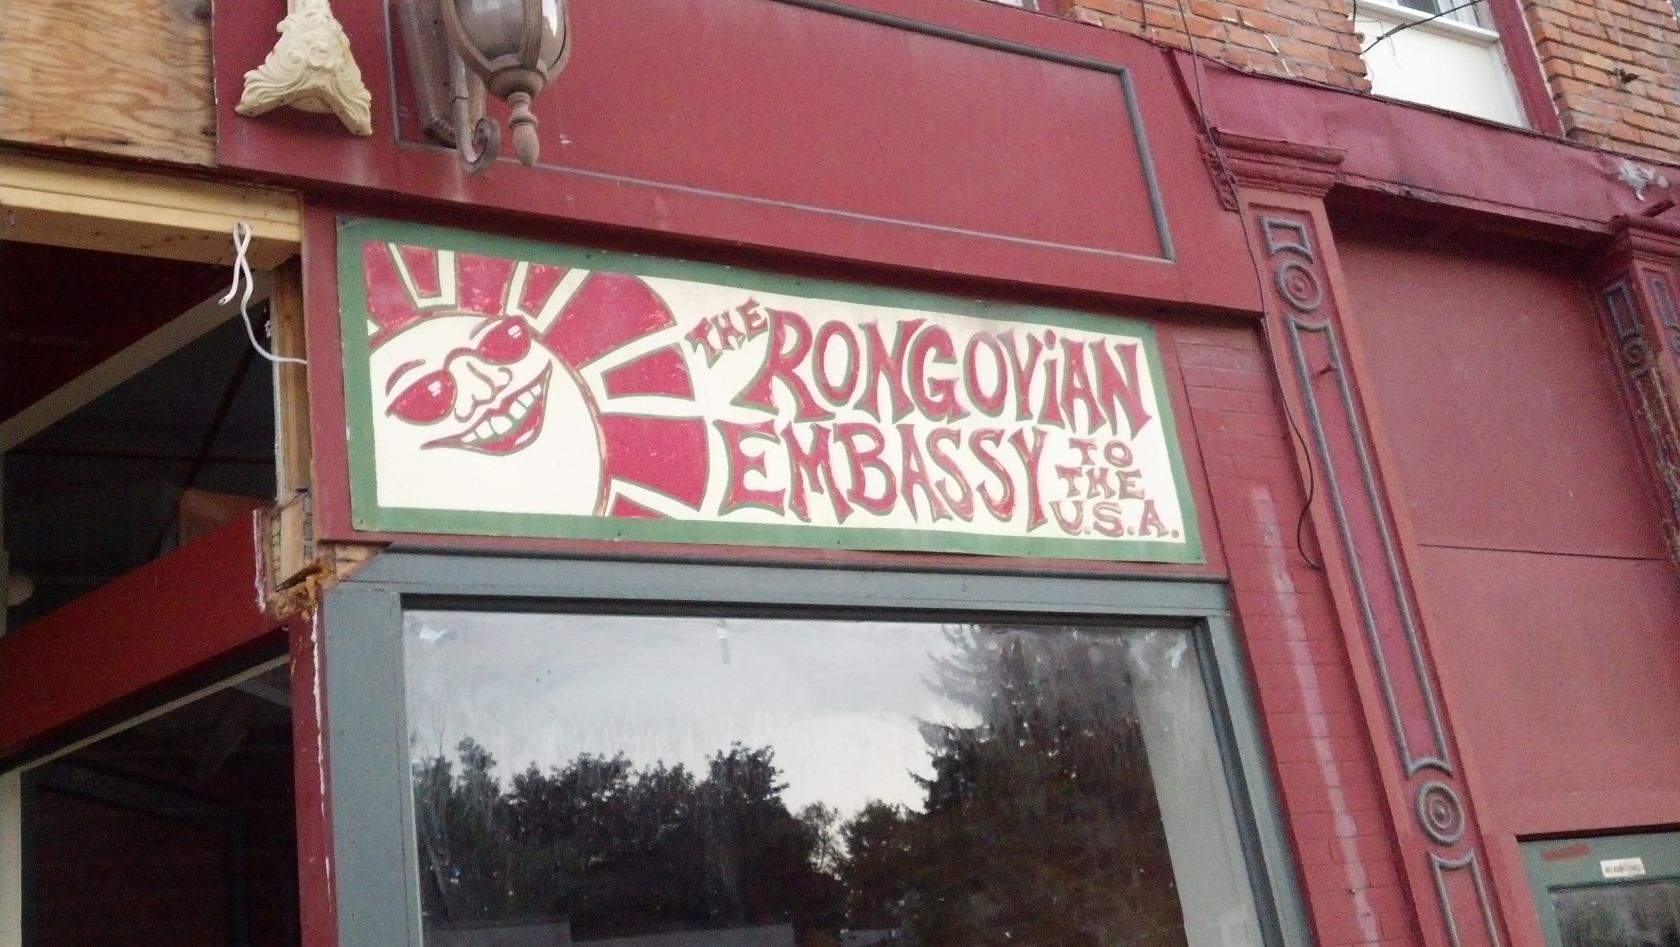 THE RONGOViAN
EMBASSY TO
THE
U.S.A.